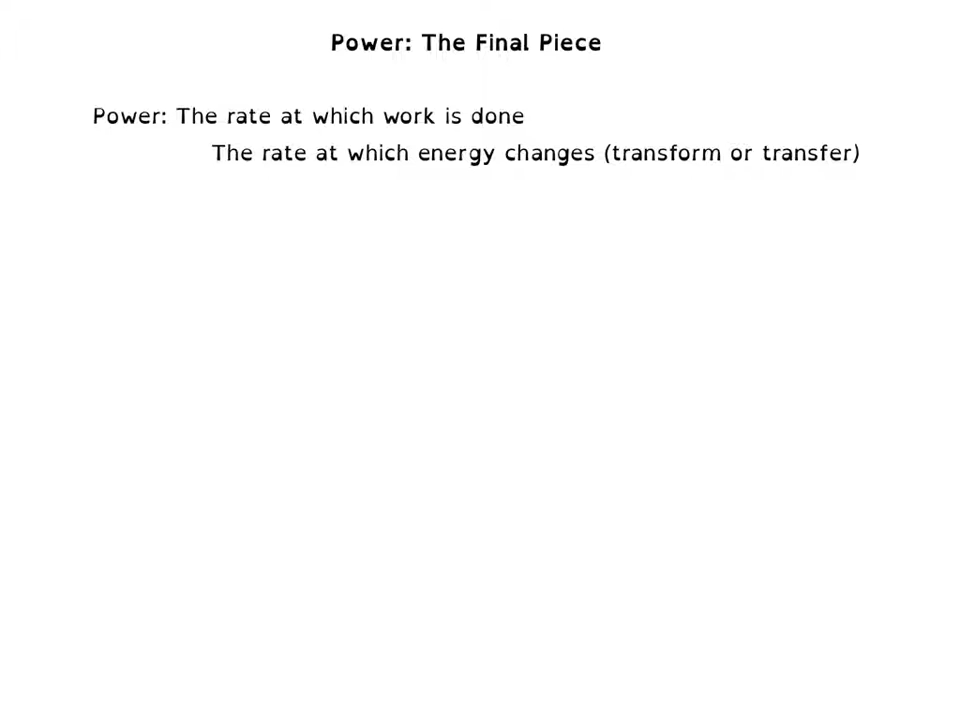 Power: The Final Piece
Power: The rate at which work is done
The rate at which energy changes (transform or transfer)